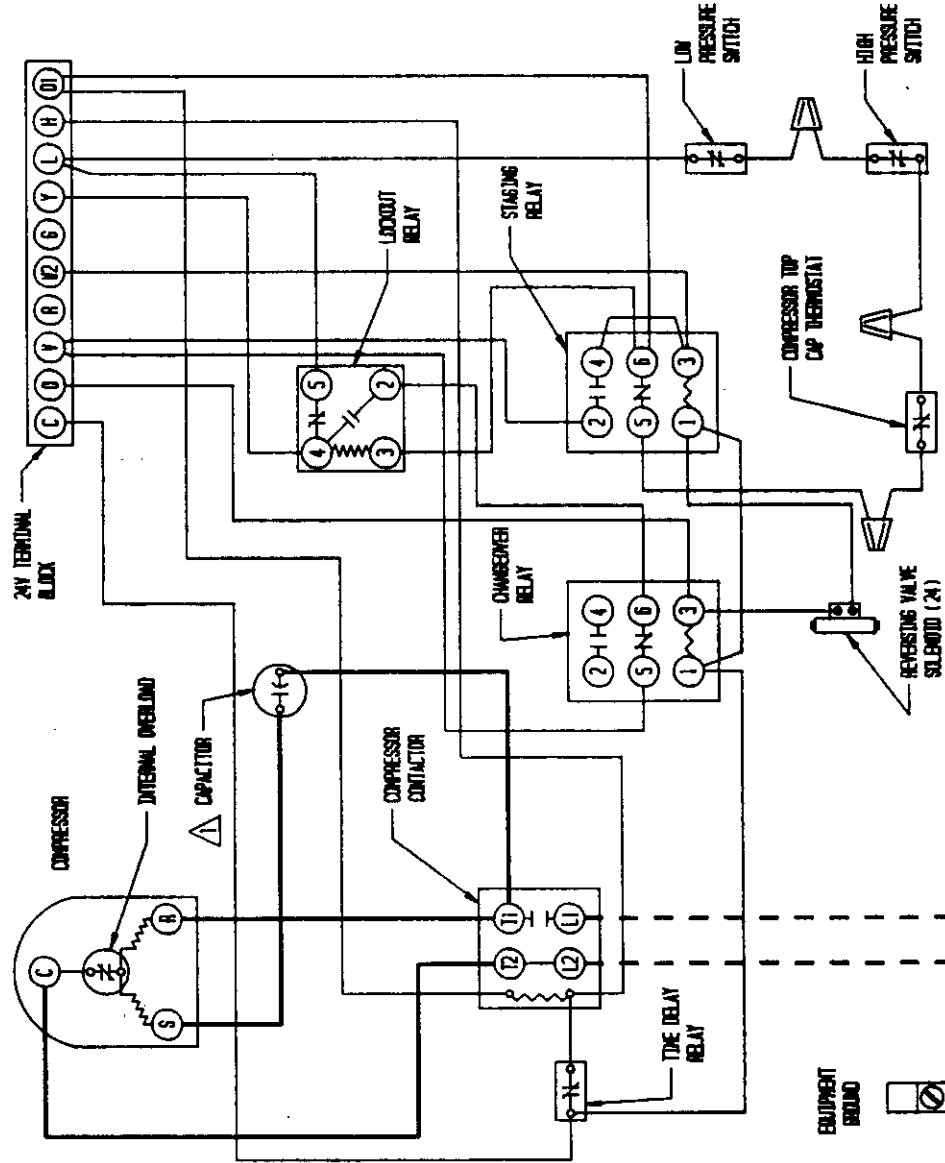 24V TERMINAL
BLOCK
C
O
V
R
W2
G
Y
L
H
D1
COMPRESSOR
INTERNAL OVERLOAD
C
S
R
1
CAPACITOR
LOCKOUT
RELAY
5
4
2
3
COMPRESSOR
CONTACTOR
T2
T1
L2
L1
CHANGEOVER
RELAY
2
4
5
6
1
3
STAGING
RELAY
2
4
5
6
1
3
LOW
PRESSURE
SWITCH
HIGH
PRESSURE
SWITCH
COMPRESSOR TOP
CAP THERMOSTAT
TIME DELAY
RELAY
REVERSING VALVE
SOLENOID (24)
EQUIPMENT
GROUND